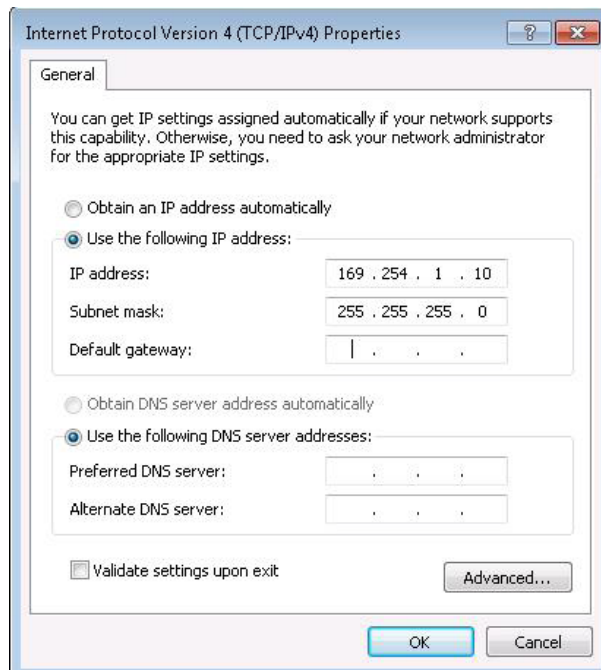 Internet Protocol Version 4 (TCP/IPv4) Properties
General
You can get IP settings assigned automatically if your network supports
this capability. Otherwise, you need to ask your network administrator
for the appropriate IP settings.
Obtain an IP address automatically
Use the following IP address:
IP address: 169 . 254 . 1 . 10
Subnet mask: 255 . 255 . 255 . 0
Default gateway: . . .
Obtain DNS server address automatically
Use the following DNS server addresses:
Preferred DNS server: . . .
Alternate DNS server: . . .
Validate settings upon exit
Advanced...
OK Cancel